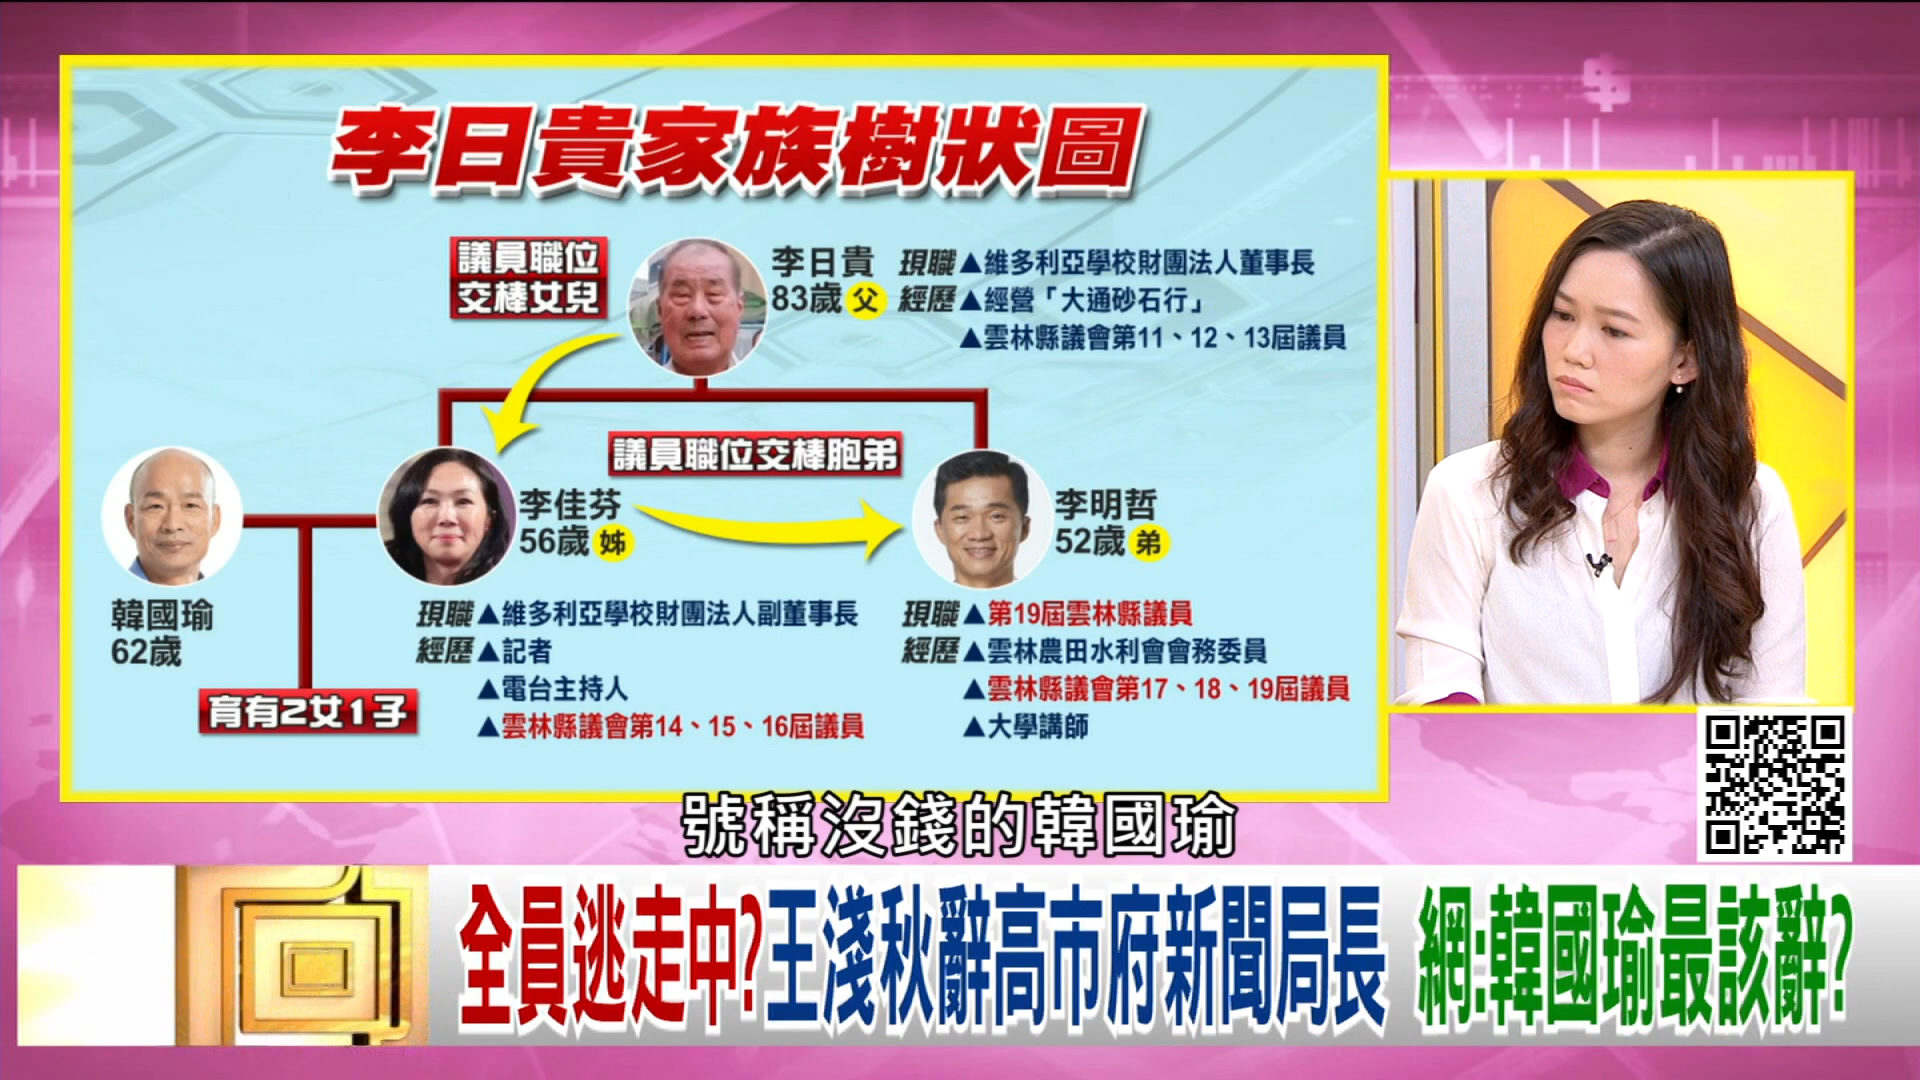 李日貴家族樹狀圖
議員職位
交棒女兒
李日貴
83歲 父
現職▲維多利亞學校財團法人董事長
經歷▲經營「大通砂石行」
▲雲林縣議會第11、12、13屆議員
議員職位交棒胞弟
韓國瑜
62歲
李佳芬
56歲 姊
李明哲
52歲 弟
現職▲維多利亞學校財團法人副董事長
經歷▲記者
▲電台主持人
▲雲林縣議會第14、15、16屆議員
現職▲第19屆雲林縣議員
經歷▲雲林農田水利會會務委員
▲雲林縣議會第17、18、19屆議員
▲大學講師
育有2女1子
號稱沒錢的韓國瑜
全員逃走中?王淺秋辭高市府新聞局長 網:韓國瑜最該辭?